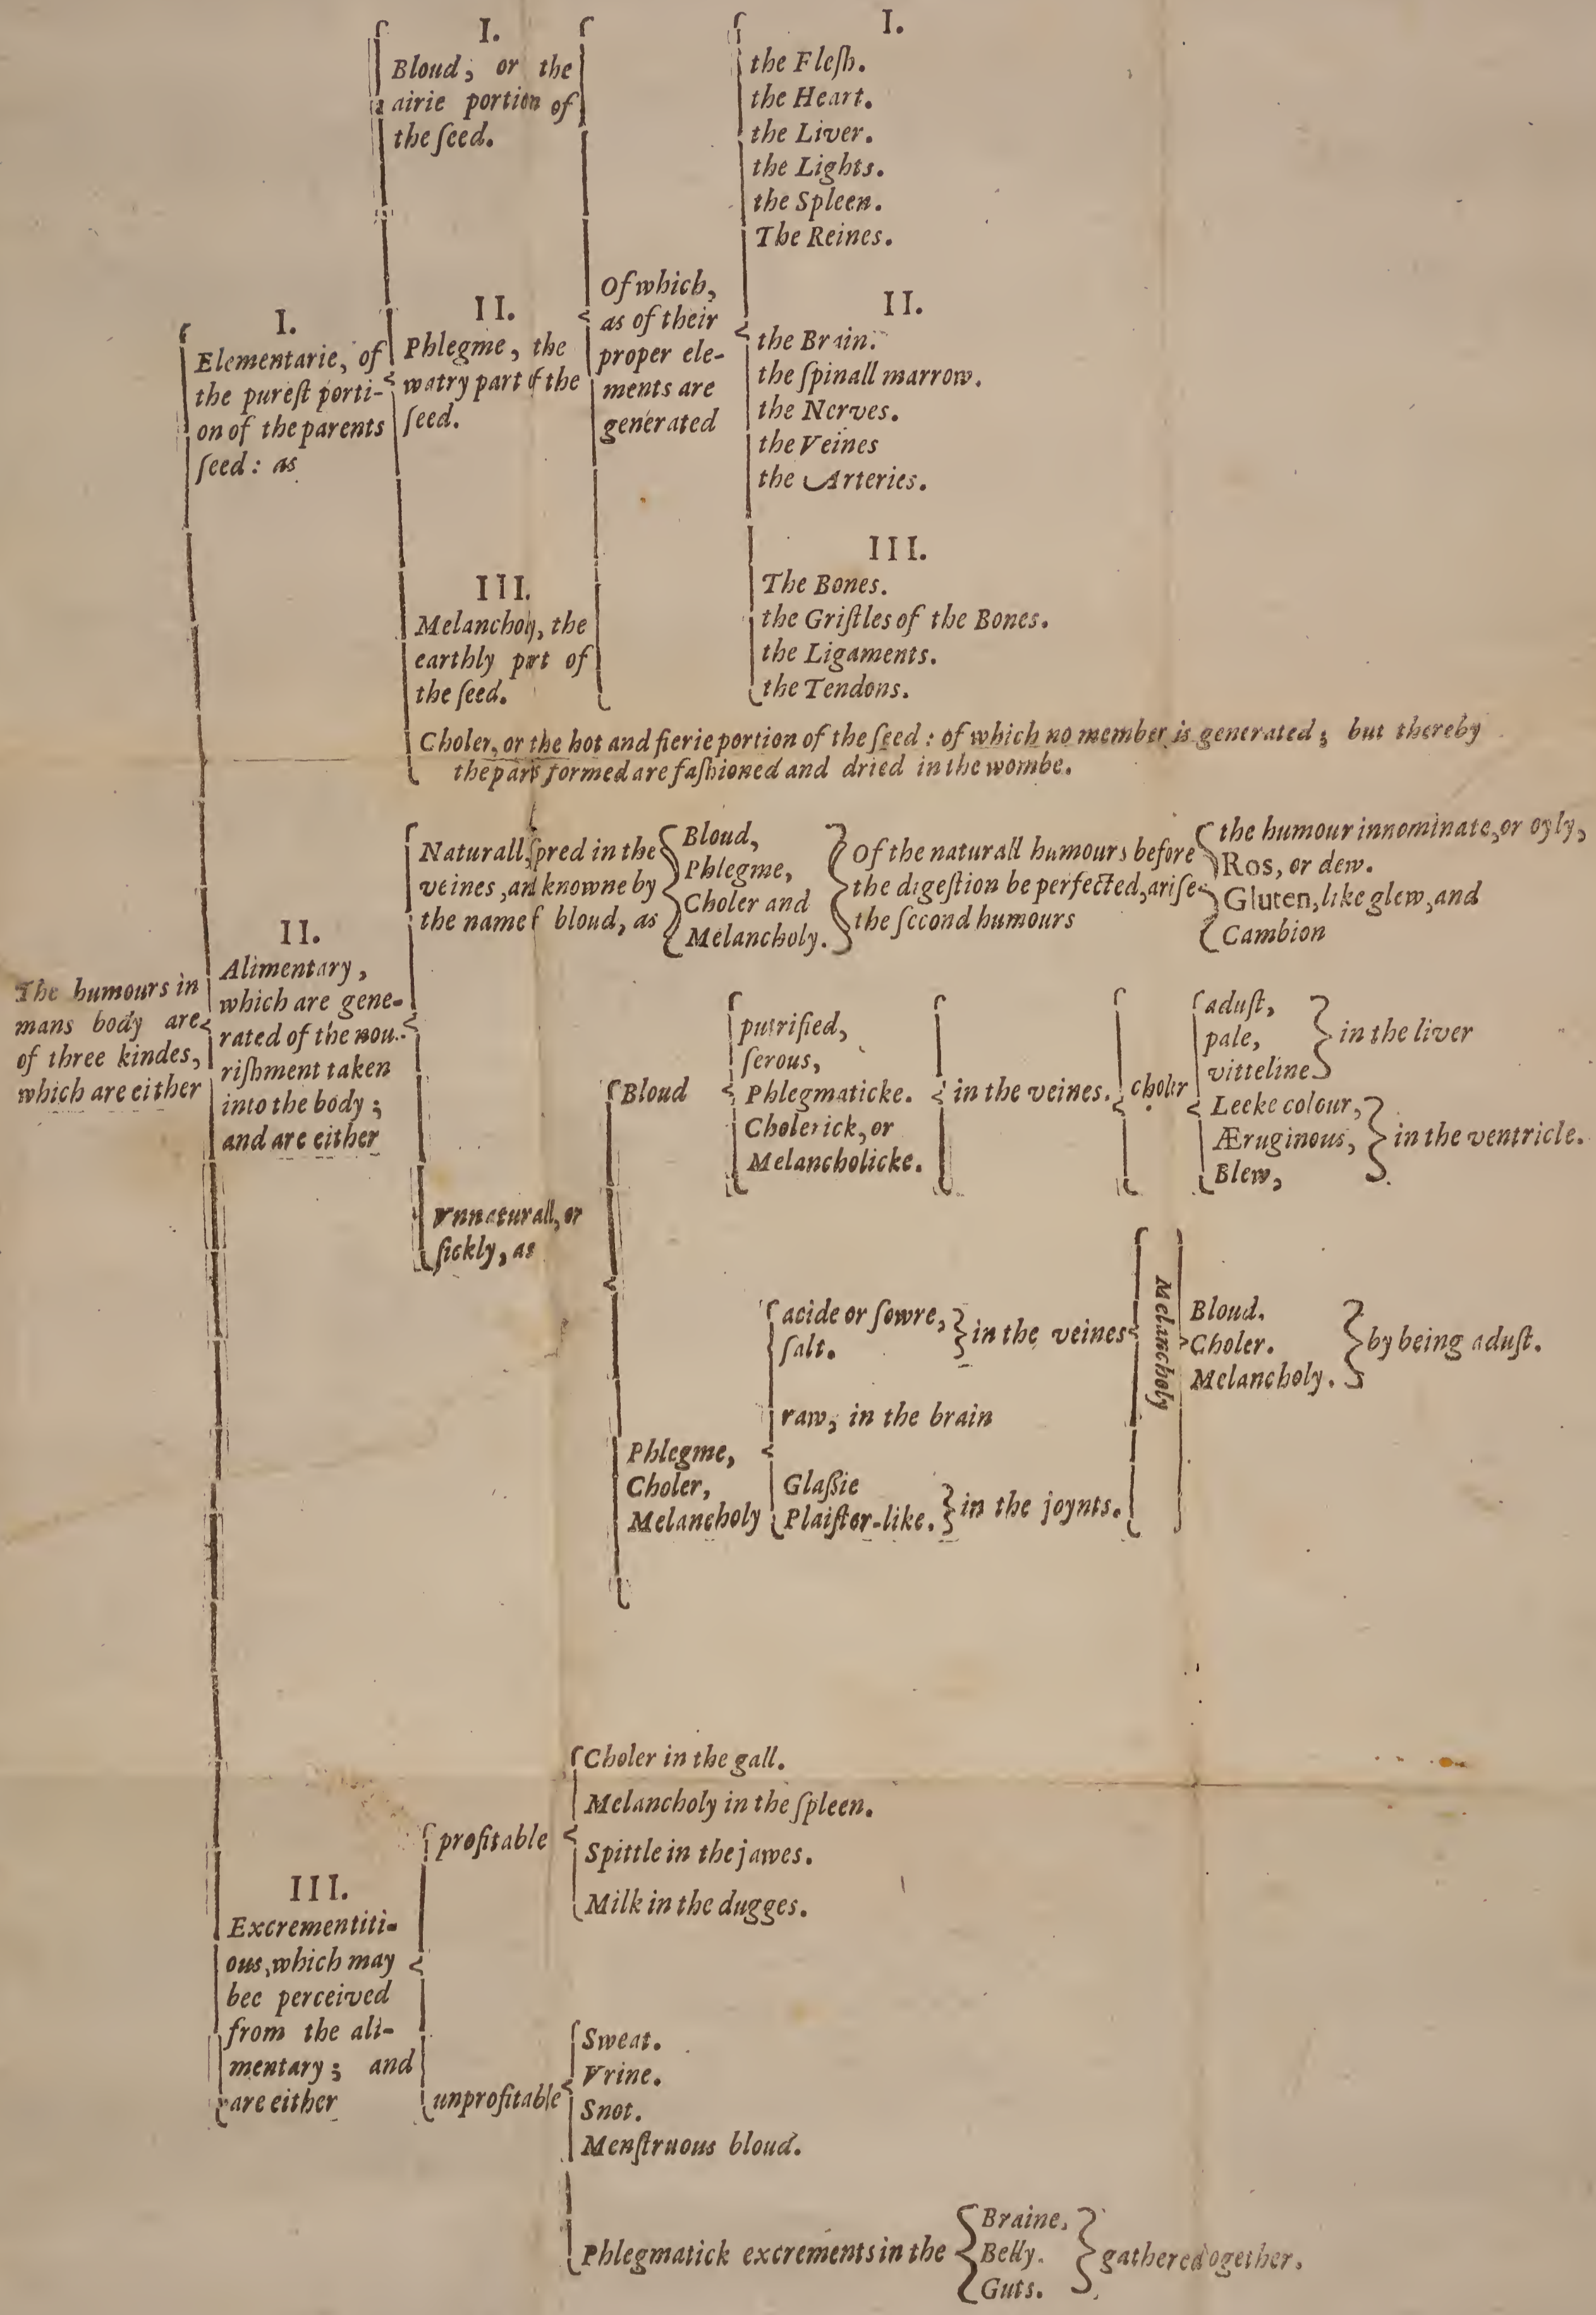 The humours in
mans body are
of three kindes,
which are either
I.
Elementarie, of
the pureſt porti-
on of the parents
ſeed: as
I.
Bloud, or the
airie portion of
the ſeed.
II.
Phlegme, the
watry part of the
ſeed.
III.
Melancholy, the
earthly part of
the ſeed.
Of which,
as of their
proper ele-
ments are
generated
I.
the Fleſh.
the Heart.
the Liver.
the Lights.
the Spleen.
The Reines.
II.
the Brain.
the ſpinall marrow.
the Nerves.
the Veines
the Arteries.
III.
The Bones.
the Griſtles of the Bones.
the Ligaments.
the Tendons.
Choler, or the hot and fierie portion of the ſeed: of which no member is generated; but thereby
the parts formed are faſhioned and dried in the wombe.
II.
Alimentary,
which are gene-
rated of the nou-
riſhment taken
into the body;
and are either
Naturall, ſpred in the
veines, and knowne by
the name of bloud, as
Bloud,
Phlegme,
Choler and
Melancholy.
Of the naturall humours before
the digeſtion be perfected, ariſe
the ſecond humours
the humour innominate, or oyly,
Ros, or dew.
Gluten, like glew, and
Cambion
Vnnaturall, or
ſickly, as
Bloud
putrified,
ſerous,
Phlegmaticke.
Cholerick, or
Melancholicke.
in the veines.
choler
aduſt,
pale,
vitteline
in the liver
Leeke colour,
Æruginous,
Blew,
in the ventricle.
Phlegme,
Choler,
Melancholy
acide or ſowre,
ſalt.
in the veines
raw, in the brain
Glaßie
Plaiſter-like.
in the joynts.
Melancholy
Bloud.
Choler.
Melancholy.
by being aduſt.
III.
Excrementiti-
ous, which may
bee perceived
from the ali-
mentary; and
are either
profitable
Choler in the gall.
Melancholy in the ſpleen.
Spittle in the jawes.
Milk in the dugges.
unprofitable
Sweat.
Vrine.
Snot.
Menſtruous bloud.
Phlegmatick excrements in the
Braine,
Belly.
Guts.
gathered together.